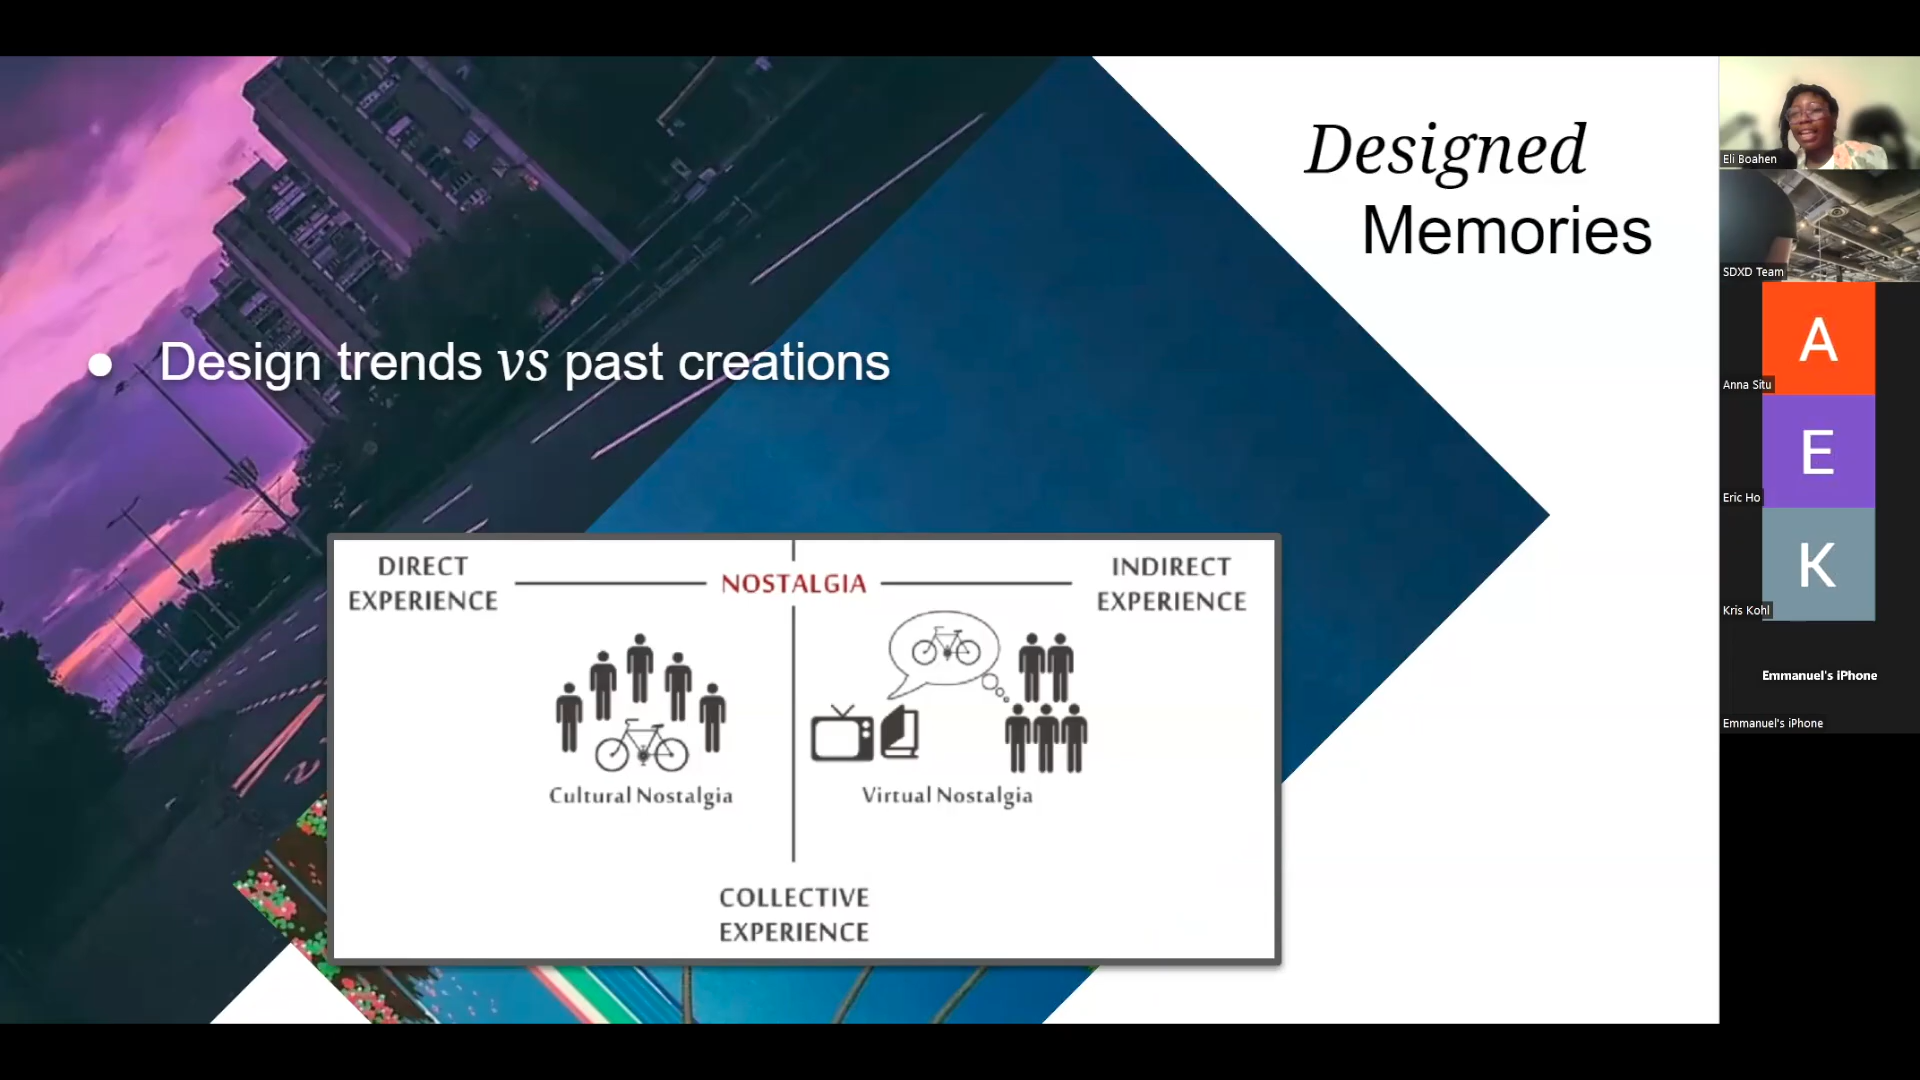 Designed
Memories
● Design trends vs past creations
DIRECT
EXPERIENCE
NOSTALGIA
INDIRECT
EXPERIENCE
Cultural Nostalgia
Virtual Nostalgia
COLLECTIVE
EXPERIENCE
Eli Boahen
SDXD Team
A
Anna Situ
E
Eric Ho
K
Kris Kohl
Emmanuel's iPhone
Emmanuel's iPhone